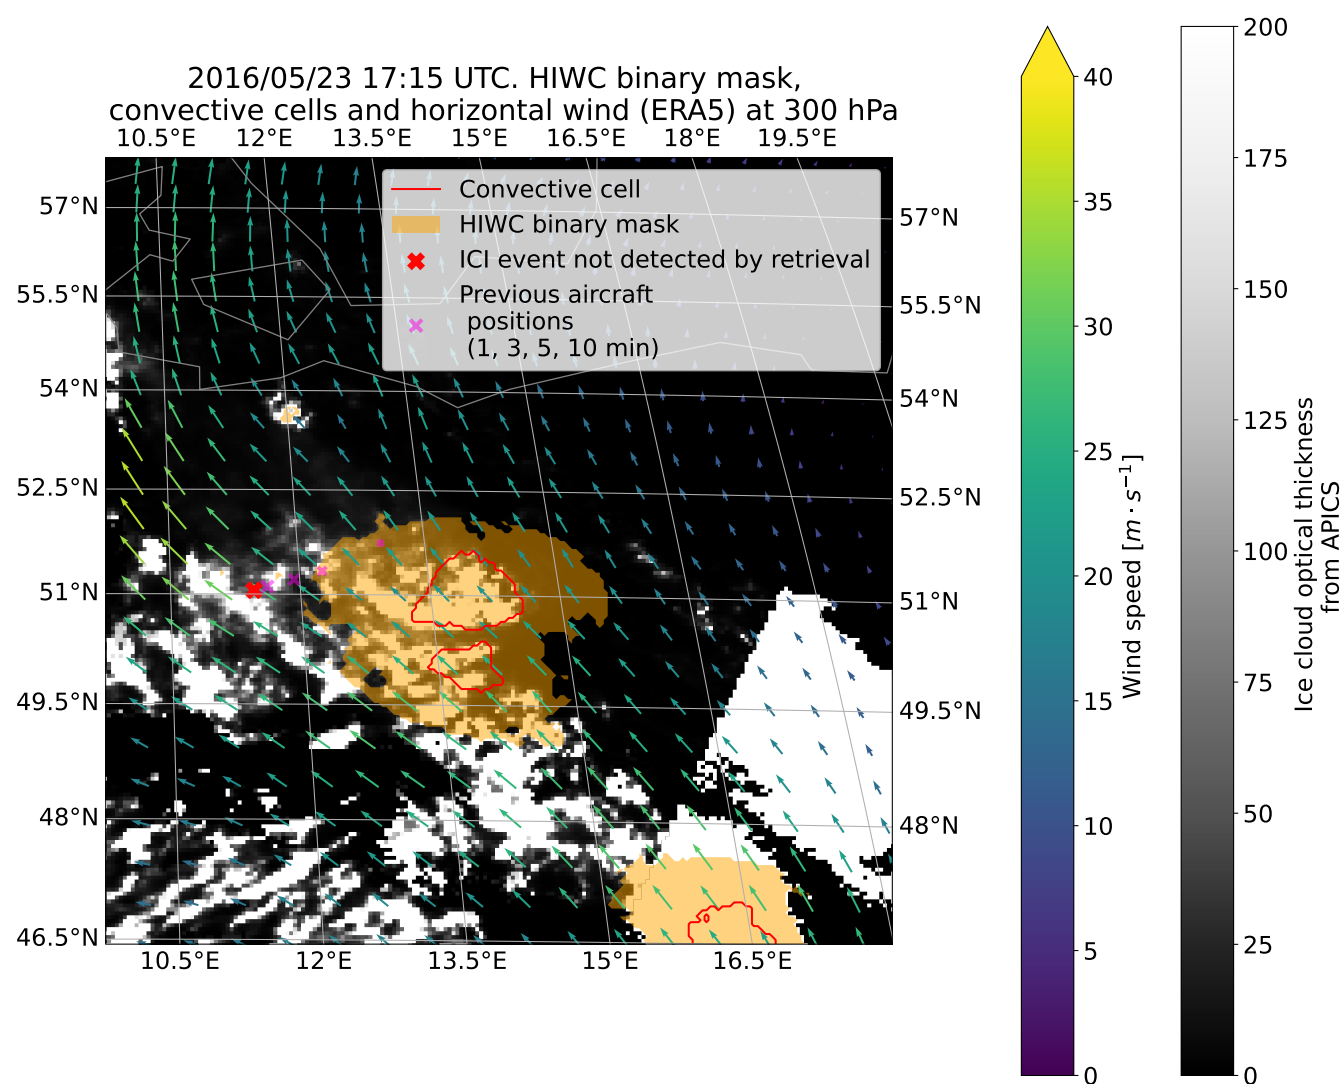 2016/05/23 17:15 UTC. HIWC binary mask,
convective cells and horizontal wind (ERA5) at 300 hPa
10.5°E 12°E 13.5°E 15°E 16.5°E 18°E 19.5°E
Convective cell
HIWC binary mask
ICI event not detected by retrieval
Previous aircraft
positions
(1, 3, 5, 10 min)
57°N
55.5°N
54°N
52.5°N
51°N
49.5°N
48°N
46.5°N
57°N
55.5°N
54°N
52.5°N
51°N
49.5°N
48°N
10.5°E 12°E 13.5°E 15°E 16.5°E
40
35
30
25
20
15
10
5
0
Wind speed [m · s⁻¹]
200
175
150
125
100
75
50
25
0
Ice cloud optical thickness
from APICS